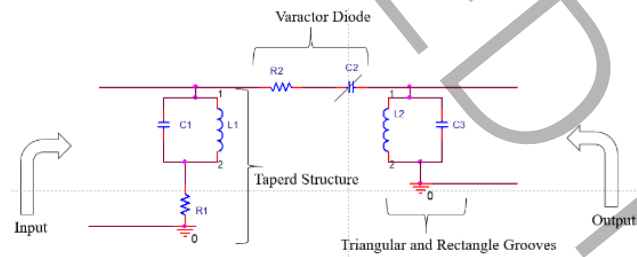 Varactor Diode
R2
C2
1
1
C1
L1
L2
C3
2
2
Taperd Structure
R1
0
0
Input
Output
Triangular and Rectangle Grooves